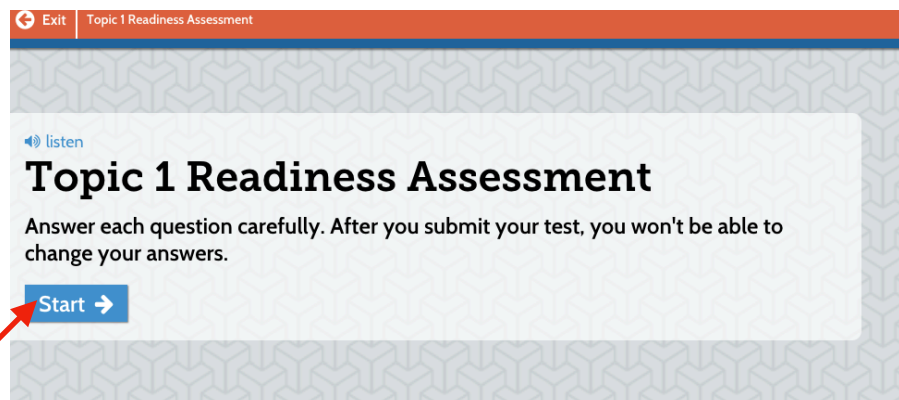 Exit Topic 1 Readiness Assessment
listen
Topic 1 Readiness Assessment
Answer each question carefully. After you submit your test, you won't be able to
change your answers.
Start